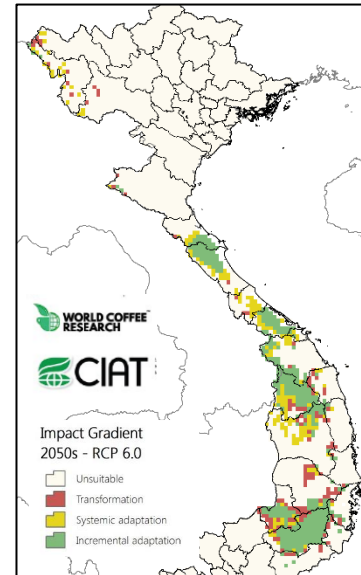 WORLD COFFEE
RESEARCH
CIAT
Impact Gradient
2050s - RCP 6.0
Unsuitable
Transformation
Systemic adaptation
Incremental adaptation